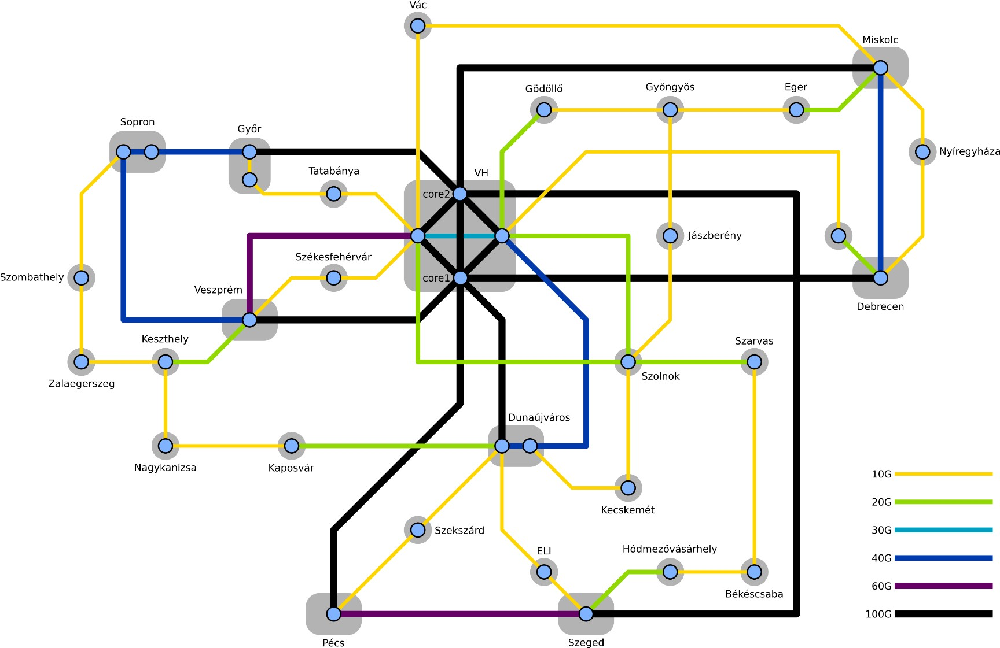 Vác
Miskolc
Gödöllő
Gyöngyös
Eger
Sopron
Győr
Nyíregyháza
Tatabánya
VH
core2
Jászberény
Székesfehérvár
Szombathely
core1
Veszprém
Debrecen
Keszthely
Szarvas
Szolnok
Zalaegerszeg
Dunaújváros
Nagykanizsa
Kaposvár
10G
20G
Kecskemét
Szekszárd
30G
ELI
Hódmezővásárhely
40G
60G
Békéscsaba
100G
Pécs
Szeged